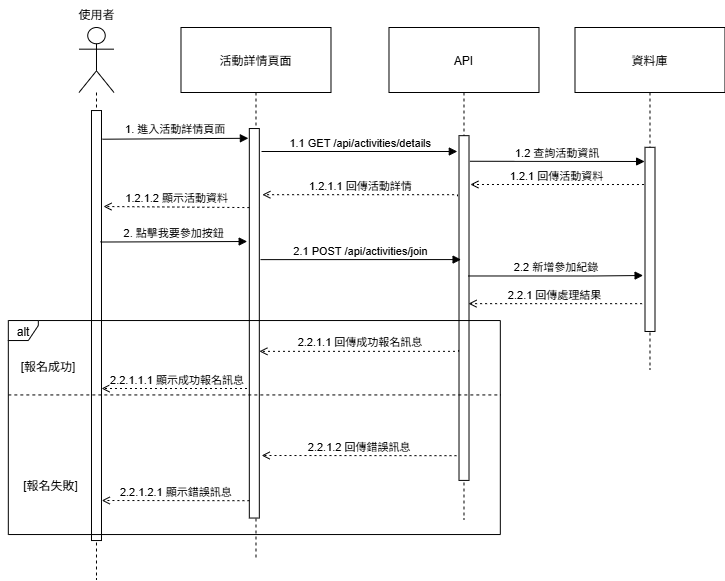 使用者
活動詳情頁面
API
資料庫
1. 進入活動詳情頁面
1.1 GET /api/activities/details
1.2 查詢活動資訊
1.2.1 回傳活動資料
1.2.1.1 回傳活動詳情
1.2.1.2 顯示活動資料
2. 點擊我要參加按鈕
2.1 POST /api/activities/join
2.2 新增參加紀錄
2.2.1 回傳處理結果
alt
2.2.1.1 回傳成功報名訊息
[報名成功]
2.2.1.1.1 顯示成功報名訊息
2.2.1.2 回傳錯誤訊息
[報名失敗]
2.2.1.2.1 顯示錯誤訊息